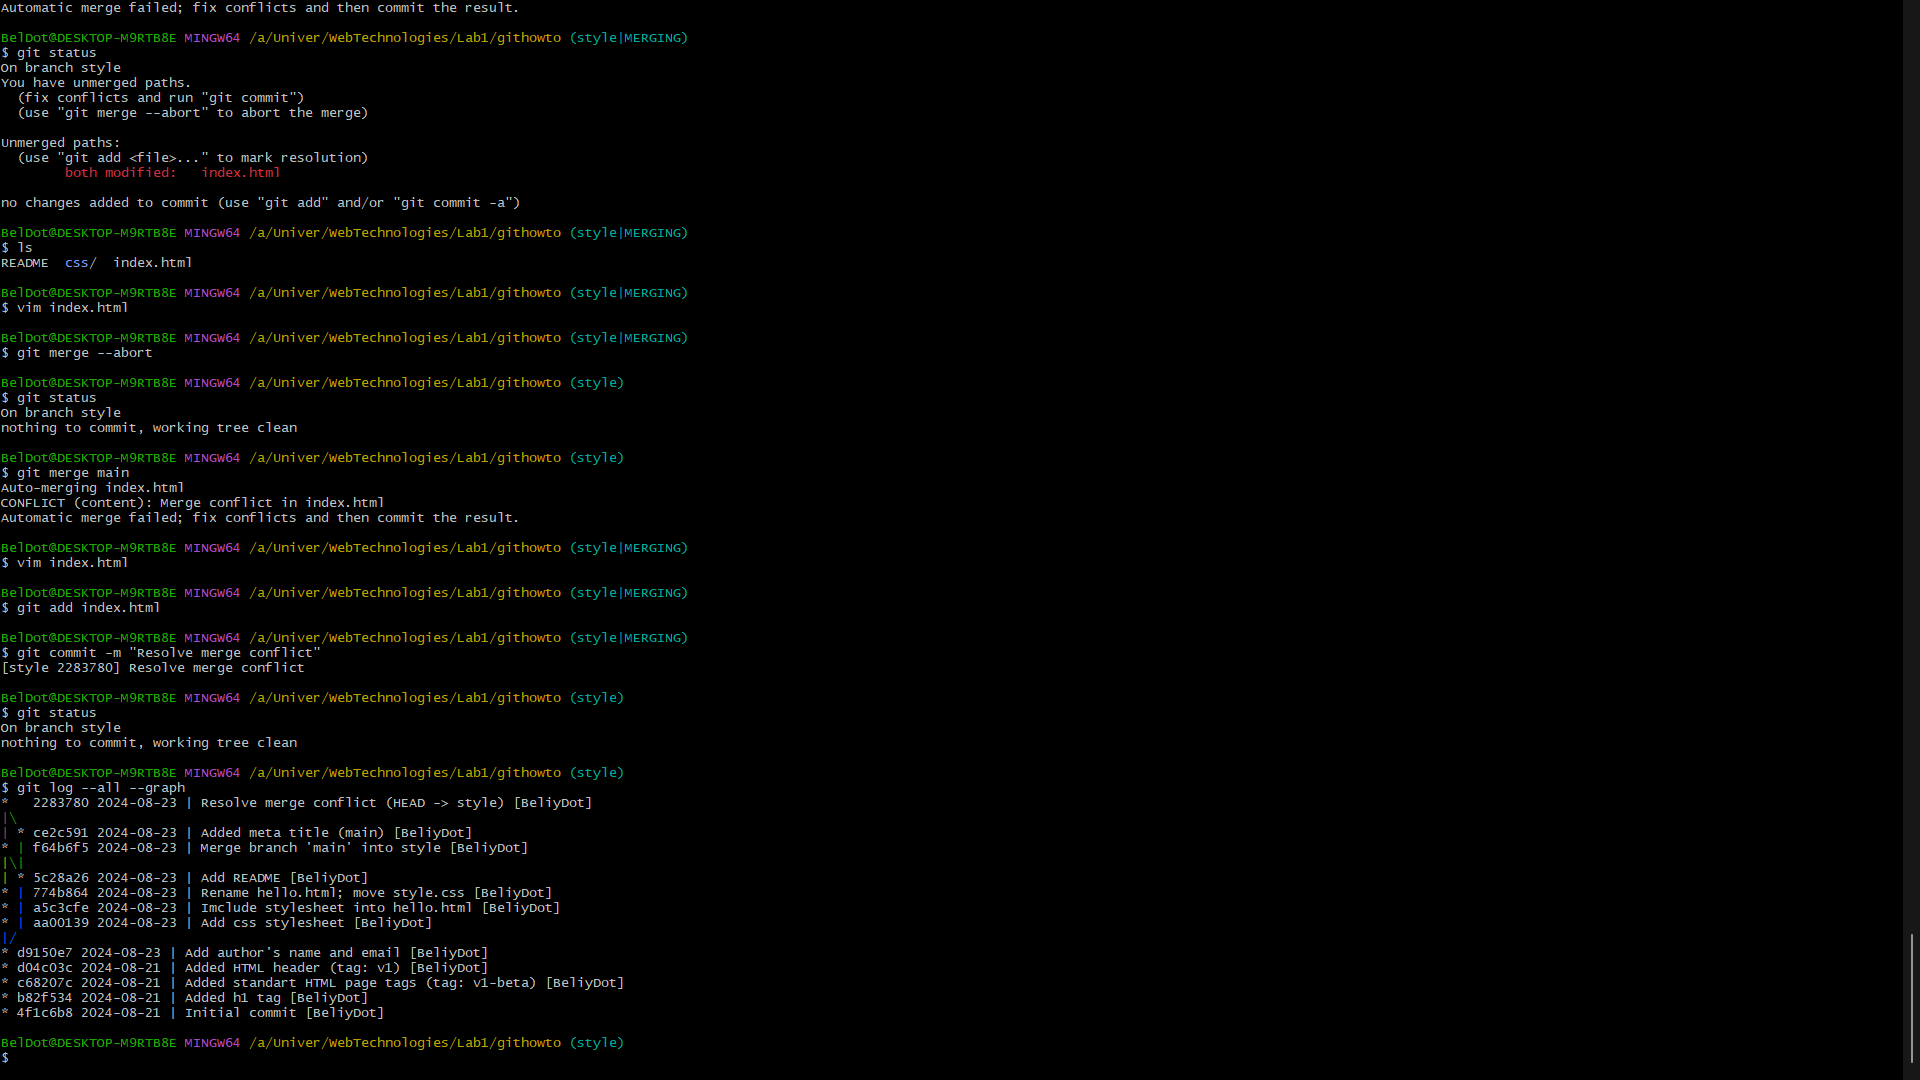 Automatic merge failed; fix conflicts and then commit the result.
BelDot@DESKTOP-M9RTB8E MINGW64 /a/Univer/WebTechnologies/Lab1/githowto (style|MERGING)
$ git status
On branch style
You have unmerged paths.
  (fix conflicts and run "git commit")
  (use "git merge --abort" to abort the merge)
Unmerged paths:
  (use "git add <file>..." to mark resolution)
        both modified:   index.html
no changes added to commit (use "git add" and/or "git commit -a")
BelDot@DESKTOP-M9RTB8E MINGW64 /a/Univer/WebTechnologies/Lab1/githowto (style|MERGING)
$ ls
README  css/  index.html
BelDot@DESKTOP-M9RTB8E MINGW64 /a/Univer/WebTechnologies/Lab1/githowto (style|MERGING)
$ vim index.html
BelDot@DESKTOP-M9RTB8E MINGW64 /a/Univer/WebTechnologies/Lab1/githowto (style|MERGING)
$ git merge --abort
BelDot@DESKTOP-M9RTB8E MINGW64 /a/Univer/WebTechnologies/Lab1/githowto (style)
$ git status
On branch style
nothing to commit, working tree clean
BelDot@DESKTOP-M9RTB8E MINGW64 /a/Univer/WebTechnologies/Lab1/githowto (style)
$ git merge main
Auto-merging index.html
CONFLICT (content): Merge conflict in index.html
Automatic merge failed; fix conflicts and then commit the result.
BelDot@DESKTOP-M9RTB8E MINGW64 /a/Univer/WebTechnologies/Lab1/githowto (style|MERGING)
$ vim index.html
BelDot@DESKTOP-M9RTB8E MINGW64 /a/Univer/WebTechnologies/Lab1/githowto (style|MERGING)
$ git add index.html
BelDot@DESKTOP-M9RTB8E MINGW64 /a/Univer/WebTechnologies/Lab1/githowto (style|MERGING)
$ git commit -m "Resolve merge conflict"
[style 2283780] Resolve merge conflict
BelDot@DESKTOP-M9RTB8E MINGW64 /a/Univer/WebTechnologies/Lab1/githowto (style)
$ git status
On branch style
nothing to commit, working tree clean
BelDot@DESKTOP-M9RTB8E MINGW64 /a/Univer/WebTechnologies/Lab1/githowto (style)
$ git log --all --graph
*   2283780 2024-08-23 | Resolve merge conflict (HEAD -> style) [BeliyDot]
|\
| * ce2c591 2024-08-23 | Added meta title (main) [BeliyDot]
* | f64b6f5 2024-08-23 | Merge branch 'main' into style [BeliyDot]
|\|
| * 5c28a26 2024-08-23 | Add README [BeliyDot]
* | 774b864 2024-08-23 | Rename hello.html; move style.css [BeliyDot]
* | a5c3cfe 2024-08-23 | Imclude stylesheet into hello.html [BeliyDot]
* | aa00139 2024-08-23 | Add css stylesheet [BeliyDot]
|/
* d9150e7 2024-08-23 | Add author's name and email [BeliyDot]
* d04c03c 2024-08-21 | Added HTML header (tag: v1) [BeliyDot]
* c68207c 2024-08-21 | Added standart HTML page tags (tag: v1-beta) [BeliyDot]
* b82f534 2024-08-21 | Added h1 tag [BeliyDot]
* 4f1c6b8 2024-08-21 | Initial commit [BeliyDot]
BelDot@DESKTOP-M9RTB8E MINGW64 /a/Univer/WebTechnologies/Lab1/githowto (style)
$